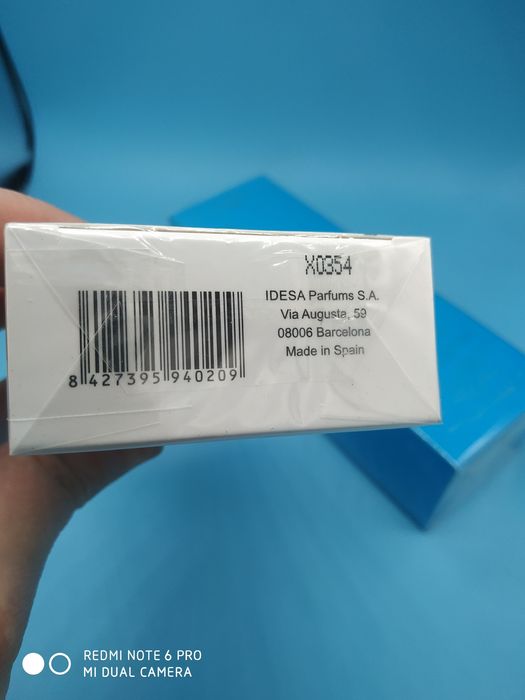 X0354
IDESA Parfums S.A.
Via Augusta, 59
08006 Barcelona
Made in Spain
8 427395 940209
REDMI NOTE 6 PRO
MI DUAL CAMERA